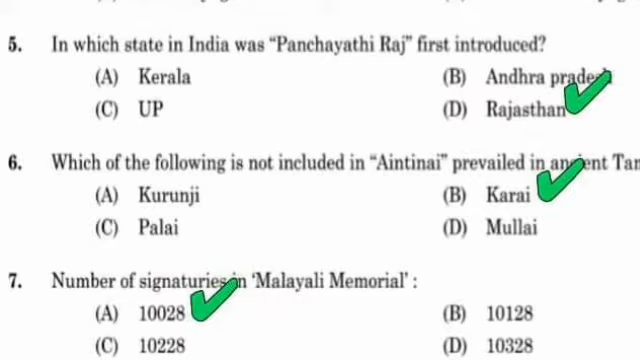 5. In which state in India was “Panchayathi Raj” first introduced?
(A) Kerala (B) Andhra pradesh
(C) UP (D) Rajasthan
6. Which of the following is not included in “Aintinai” prevailed in ancient
(A) Kurunji (B) Karai
(C) Palai (D) Mullai
7. Number of signaturies in ‘Malayali Memorial’ :
(A) 10028 (B) 10128
(C) 10228 (D) 10328